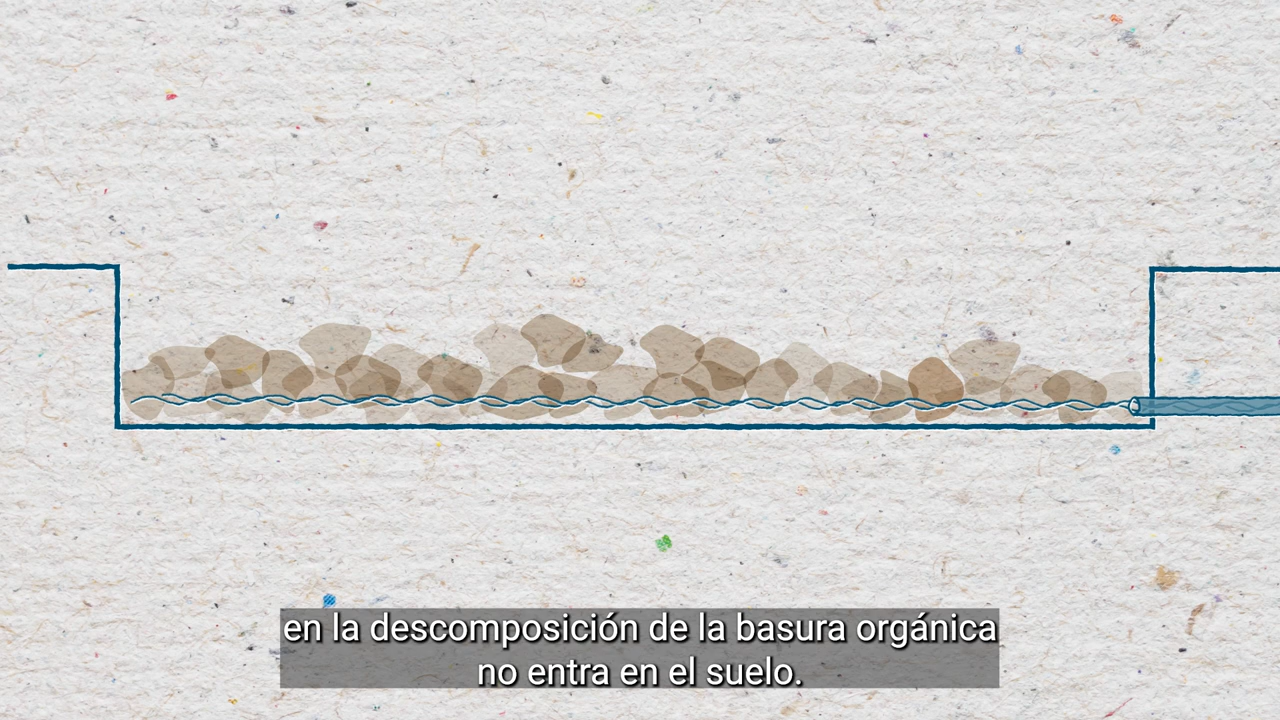 en la descomposición de la basura orgánica
no entra en el suelo.